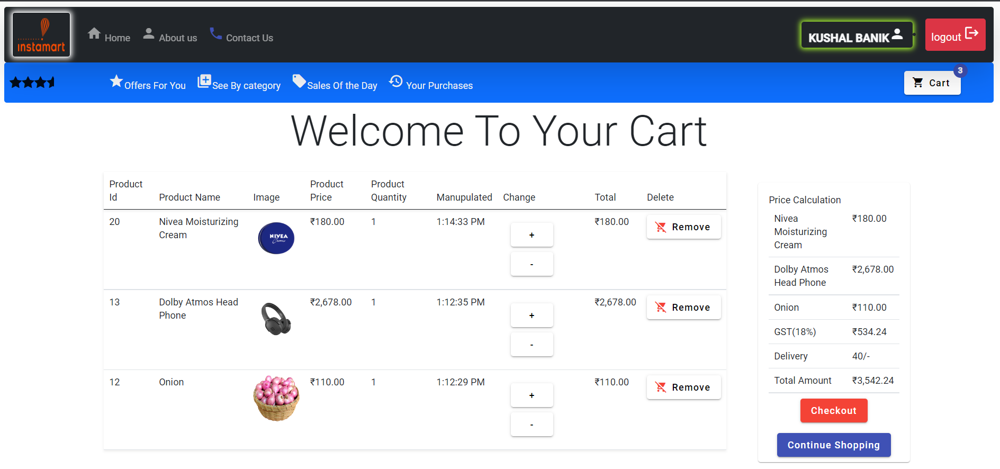 instamart
Home About us Contact Us
KUSHAL BANIK
logout
Offers For You See By category Sales Of the Day Your Purchases
3
Cart
Welcome To Your Cart
Product Id Product Name Image Product Price Product Quantity Manupulated Change Total Delete
20 Nivea Moisturizing Cream ₹180.00 1 1:14:33 PM + ₹180.00 Remove
NIVEA
Creme
-
13 Dolby Atmos Head Phone ₹2,678.00 1 1:12:35 PM + ₹2,678.00 Remove
-
12 Onion ₹110.00 1 1:12:29 PM + ₹110.00 Remove
-
Price Calculation
Nivea Moisturizing Cream ₹180.00
Dolby Atmos Head Phone ₹2,678.00
Onion ₹110.00
GST(18%) ₹534.24
Delivery 40/-
Total Amount ₹3,542.24
Checkout
Continue Shopping